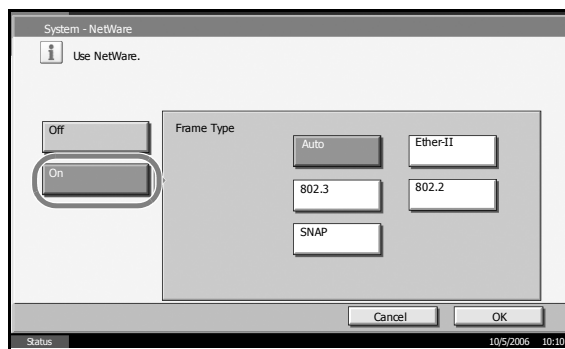 System - NetWare
i Use NetWare.
Off
On
Frame Type
Auto
Ether-II
802.3
802.2
SNAP
Cancel
OK
Status
10/5/2006 10:10